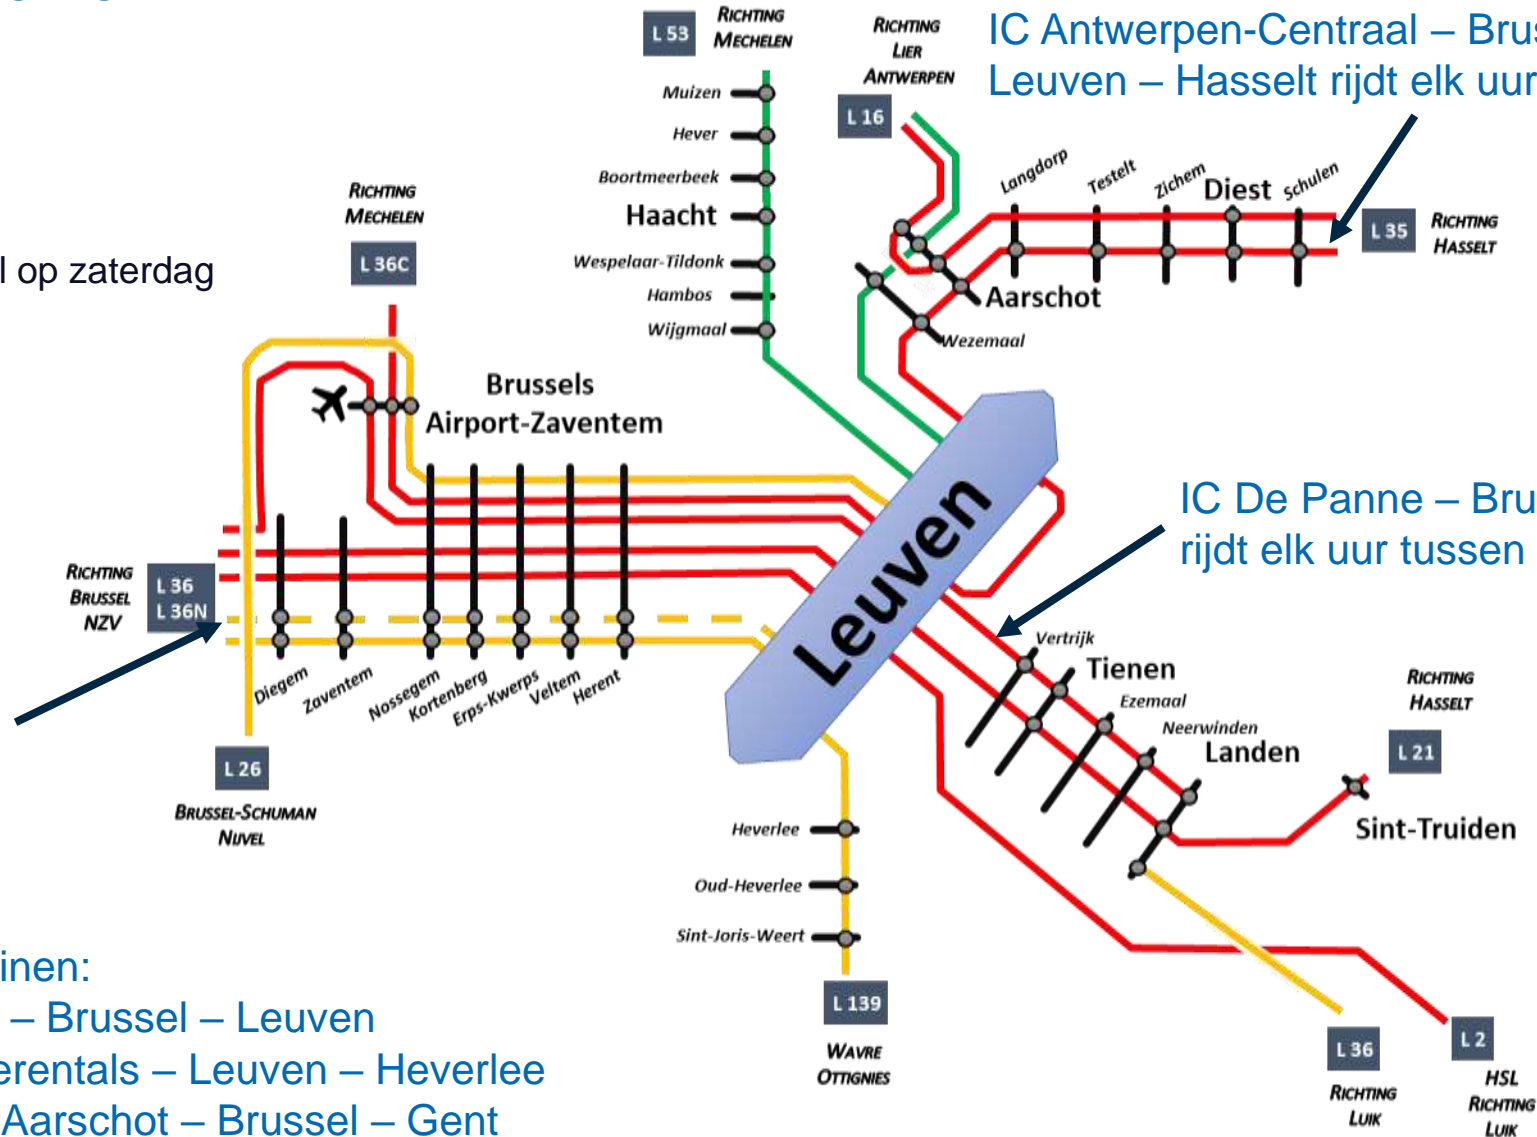 L 53
RICHTING
MECHELEN
RICHTING
LIER
ANTWERPEN
L 16
IC Antwerpen-Centraal –
Leuven – Hasselt rijdt elk uur
Muizen
Hever
Boortmeerbeek
Haacht
Wespelaar-Tildonk
Hambos
Wijgmaal
Langdorp
Testelt
Zichem
Diest
Schulen
L 35
RICHTING
HASSELT
Aarschot
Wezemaal
RICHTING
MECHELEN
L 36C
op zaterdag
Brussels
Airport-Zaventem
Leuven
IC De Panne –
rijdt elk uur tussen
RICHTING
BRUSSEL
NZV
L 36
L 36N
Diegem
Zaventem
Nossegem
Kortenberg
Erps-Kwerps
Veltem
Herent
L 26
BRUSSEL-SCHUMAN
NIJVEL
Vertrijk
Tienen
Ezemaal
Neerwinden
Landen
RICHTING
HASSELT
L 21
Sint-Truiden
Heverlee
Oud-Heverlee
Sint-Joris-Weert
L 139
WAVRE
OTTIGNIES
L 36
RICHTING
LUIK
L 2
HSL
RICHTING
LUIK
– Brussel – Leuven
– Leuven – Heverlee
Aarschot – Brussel – Gent